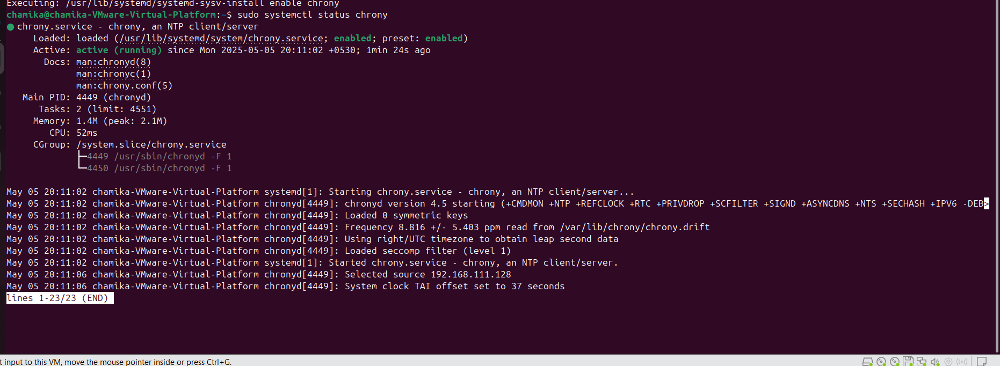 Executing: /usr/lib/systemd/systemd-sysv-install enable chrony
chamika@chamika-VMware-Virtual-Platform:~$ sudo systemctl status chrony
● chrony.service - chrony, an NTP client/server
     Loaded: loaded (/usr/lib/systemd/system/chrony.service; enabled; preset: enabled)
     Active: active (running) since Mon 2025-05-05 20:11:02 +0530; 1min 24s ago
       Docs: man:chronyd(8)
             man:chronyc(1)
             man:chrony.conf(5)
   Main PID: 4449 (chronyd)
      Tasks: 2 (limit: 4551)
     Memory: 1.4M (peak: 2.1M)
        CPU: 52ms
     CGroup: /system.slice/chrony.service
             ├─4449 /usr/sbin/chronyd -F 1
             └─4450 /usr/sbin/chronyd -F 1
May 05 20:11:02 chamika-VMware-Virtual-Platform systemd[1]: Starting chrony.service - chrony, an NTP client/server...
May 05 20:11:02 chamika-VMware-Virtual-Platform chronyd[4449]: chronyd version 4.5 starting (+CMDMON +NTP +REFCLOCK +RTC +PRIVDROP +SCFILTER +SIGND +ASYNCDNS +NTS +SECHASH +IPV6 -DEB>
May 05 20:11:02 chamika-VMware-Virtual-Platform chronyd[4449]: Loaded 0 symmetric keys
May 05 20:11:02 chamika-VMware-Virtual-Platform chronyd[4449]: Frequency 8.816 +/- 5.403 ppm read from /var/lib/chrony/chrony.drift
May 05 20:11:02 chamika-VMware-Virtual-Platform chronyd[4449]: Using right/UTC timezone to obtain leap second data
May 05 20:11:02 chamika-VMware-Virtual-Platform chronyd[4449]: Loaded seccomp filter (level 1)
May 05 20:11:02 chamika-VMware-Virtual-Platform systemd[1]: Started chrony.service - chrony, an NTP client/server.
May 05 20:11:06 chamika-VMware-Virtual-Platform chronyd[4449]: Selected source 192.168.111.128
May 05 20:11:06 chamika-VMware-Virtual-Platform chronyd[4449]: System clock TAI offset set to 37 seconds
lines 1-23/23 (END)
t input to this VM, move the mouse pointer inside or press Ctrl+G.